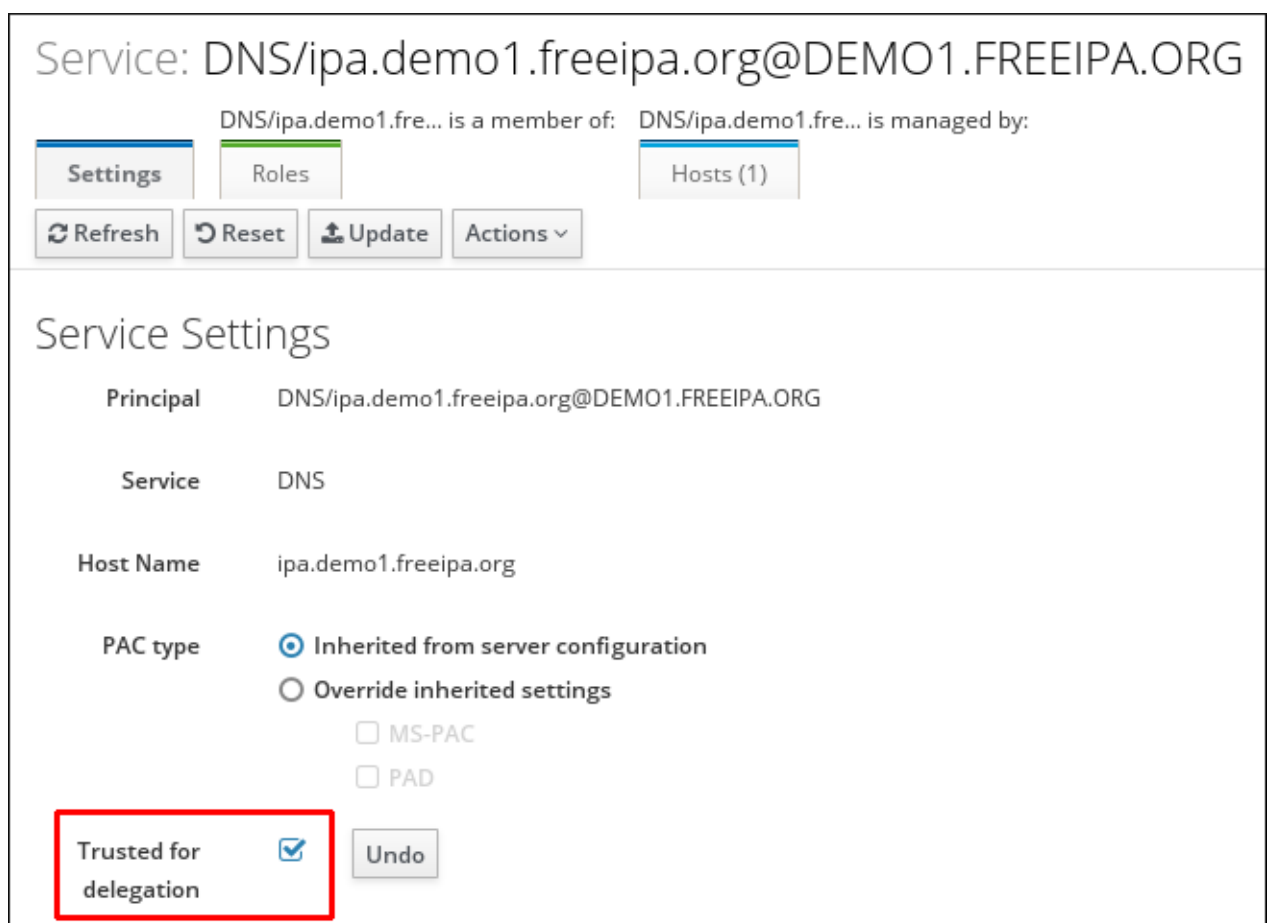 Service: DNS/ipa.demo1.freeipa.org@DEMO1.FREEIPA.ORG
DNS/ipa.demo1.fre... is a member of: DNS/ipa.demo1.fre... is managed by:
Settings Roles Hosts (1)
Refresh Reset Update Actions
Service Settings
Principal DNS/ipa.demo1.freeipa.org@DEMO1.FREEIPA.ORG
Service DNS
Host Name ipa.demo1.freeipa.org
PAC type Inherited from server configuration
Override inherited settings
MS-PAC
PAD
Trusted for Undo
delegation